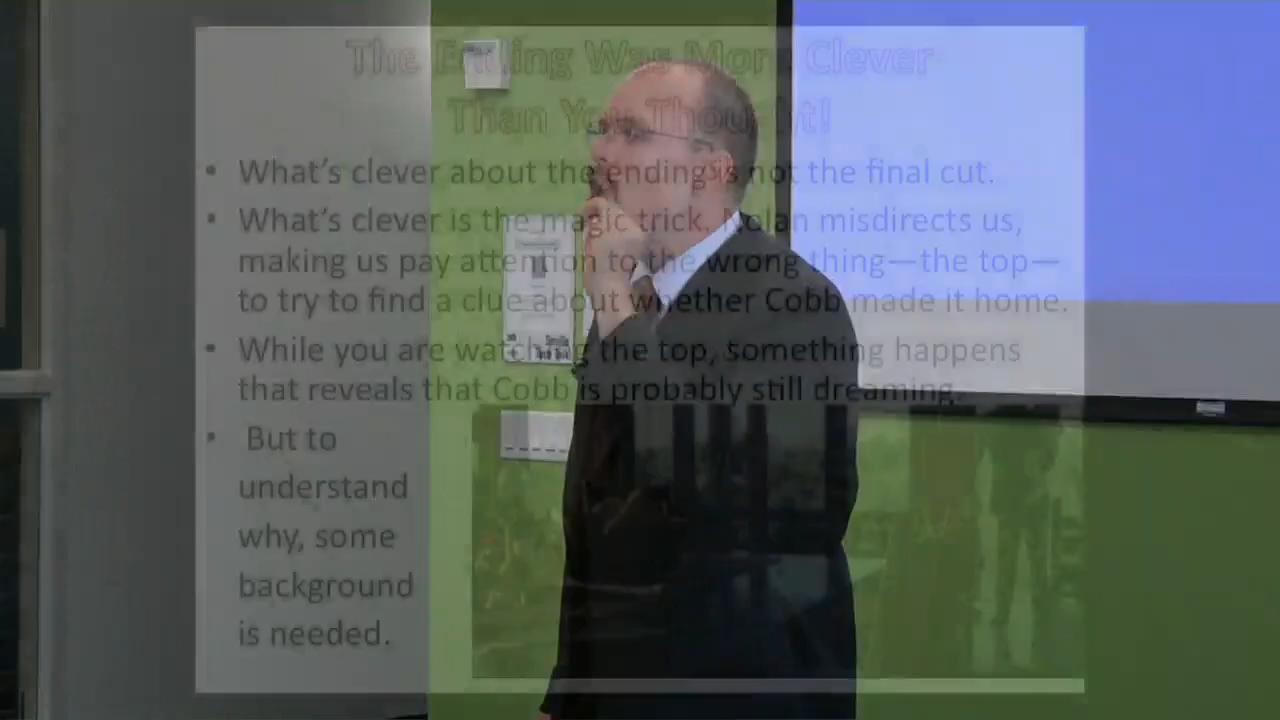 The Ending Was More Clever
Than You Thought!
• What's clever about the ending is not the final cut.
• What's clever is the magic trick. Nolan misdirects us,
making us pay attention to the wrong thing—the top—
to try to find a clue about whether Cobb made it home.
• While you are watching the top, something happens
that reveals that Cobb is probably still dreaming.
• But to
understand
why, some
background
is needed.